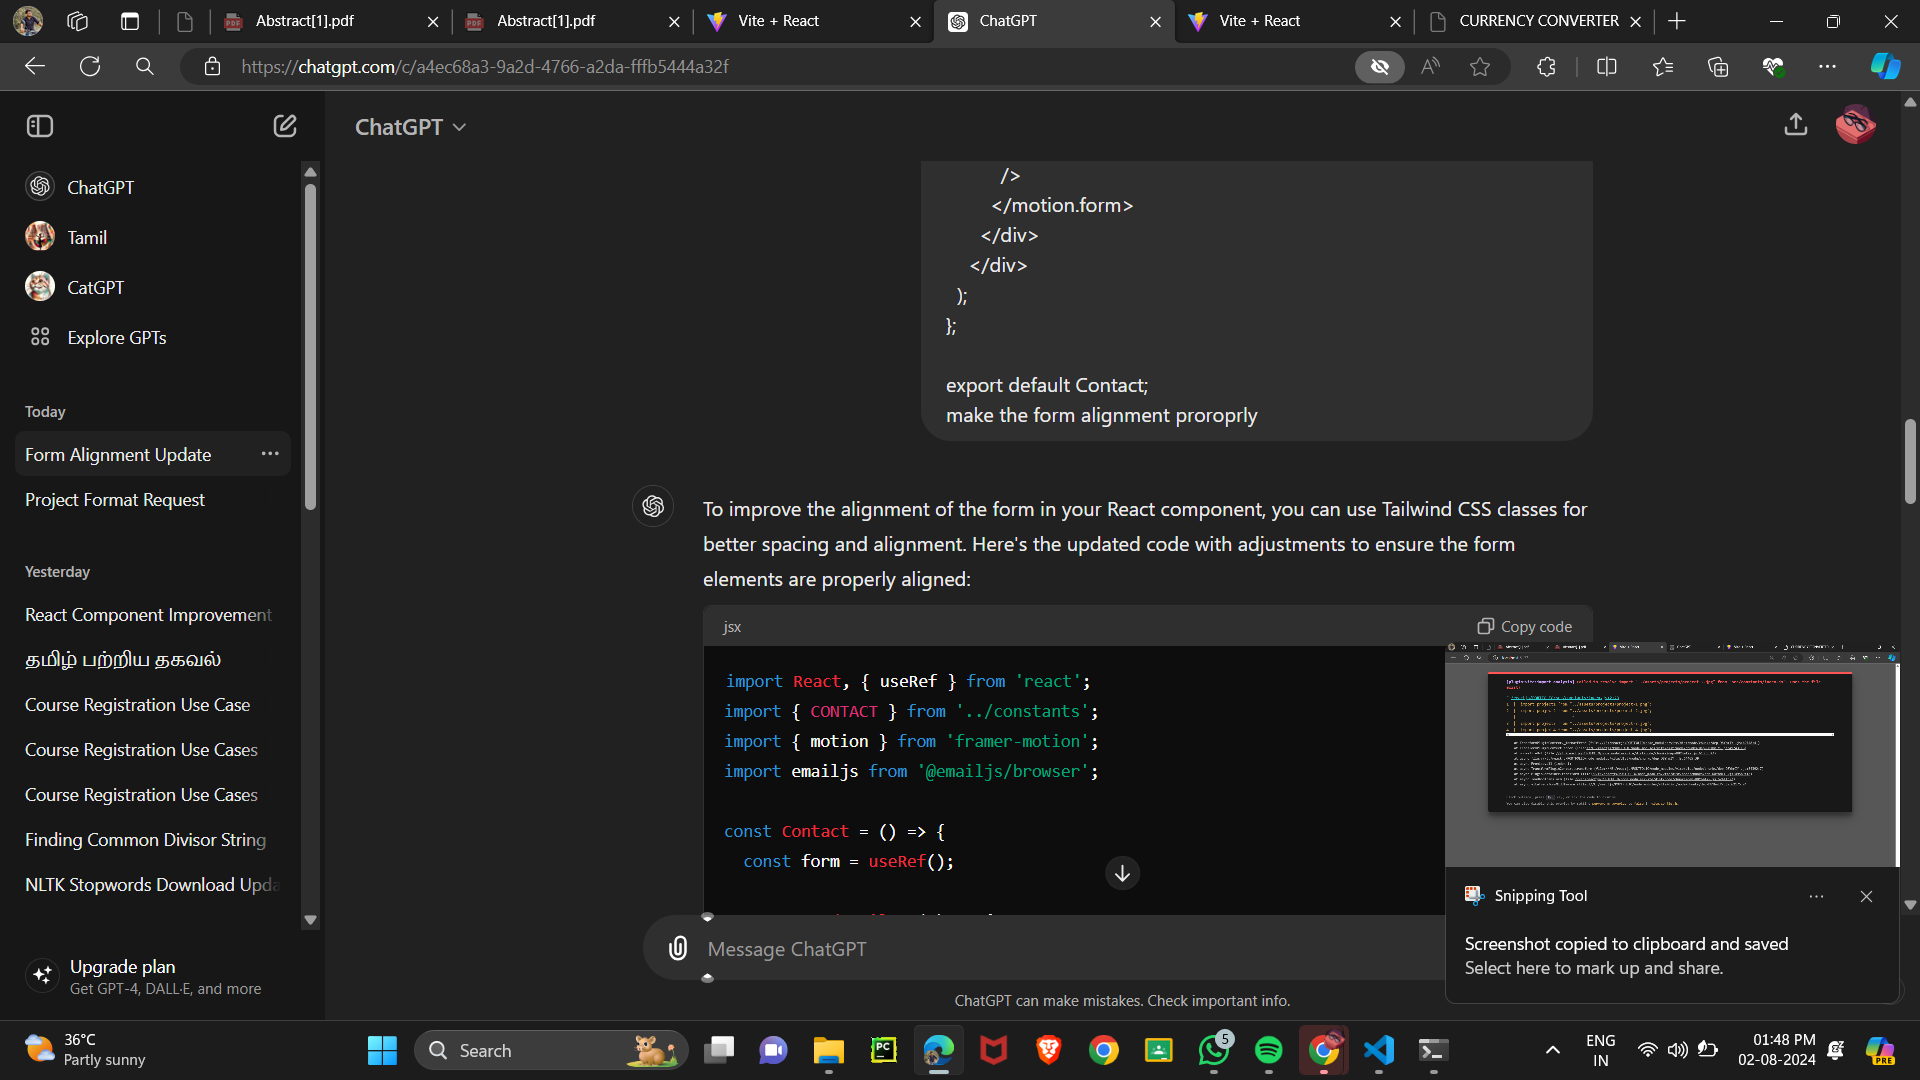 Abstract[1].pdf
Abstract[1].pdf
Vite + React
ChatGPT
Vite + React
CURRENCY CONVERTER
https://chatgpt.com/c/a4ec68a3-9a2d-4766-a2da-fffb5444a32f
ChatGPT
Tamil
CatGPT
Explore GPTs
Today
Form Alignment Update
Project Format Request
Yesterday
React Component Improvement
தமிழ் பற்றிய தகவல்
Course Registration Use Case
Course Registration Use Cases
Course Registration Use Cases
Finding Common Divisor String
NLTK Stopwords Download Upda
Upgrade plan
Get GPT-4, DALL·E, and more
ChatGPT
/>
</motion.form>
</div>
</div>
);
};
export default Contact;
make the form alignment proroprly
To improve the alignment of the form in your React component, you can use Tailwind CSS classes for
better spacing and alignment. Here's the updated code with adjustments to ensure the form
elements are properly aligned:
jsx
Copy code
import React, { useRef } from 'react';
import { CONTACT } from '../constants';
import { motion } from 'framer-motion';
import emailjs from '@emailjs/browser';
const Contact = () => {
const form = useRef();
Message ChatGPT
ChatGPT can make mistakes. Check important info.
Snipping Tool
Screenshot copied to clipboard and saved
Select here to mark up and share.
36°C
Partly sunny
Search
PC
5
ENG
IN
01:48 PM
02-08-2024
PRE